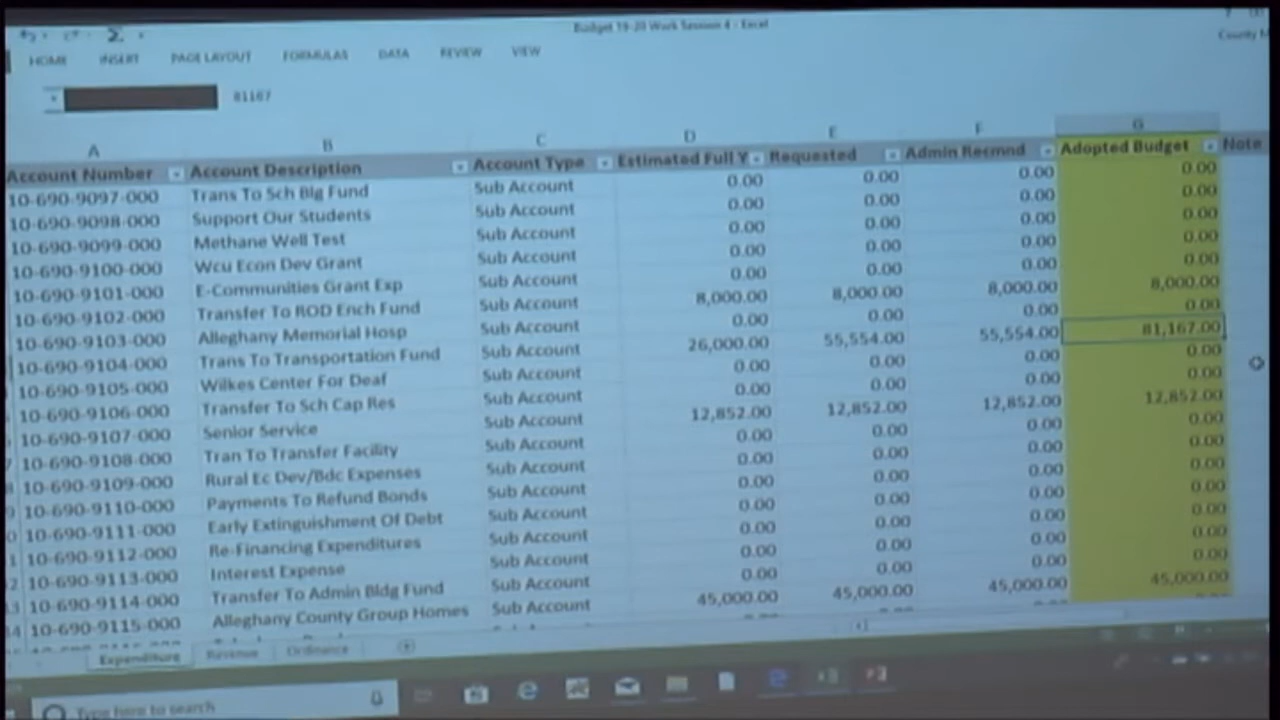 Budget 19-20 Work Session 4 - Excel
County M
HOME INSERT PAGE LAYOUT FORMULAS DATA REVIEW VIEW
81167
A B C D E F G
Account Number Account Description Account Type Estimated Full Y Requested Admin Recmnd Adopted Budget Note
10-690-9097-000 Trans To Sch Blg Fund Sub Account 0.00 0.00 0.00 0.00
10-690-9098-000 Support Our Students Sub Account 0.00 0.00 0.00 0.00
10-690-9099-000 Methane Well Test Sub Account 0.00 0.00 0.00 0.00
10-690-9100-000 Wcu Econ Dev Grant Sub Account 0.00 0.00 0.00 0.00
10-690-9101-000 E-Communities Grant Exp Sub Account 0.00 0.00 0.00 0.00
10-690-9102-000 Transfer To ROD Ench Fund Sub Account 8,000.00 8,000.00 8,000.00 8,000.00
10-690-9103-000 Alleghany Memorial Hosp Sub Account 0.00 0.00 0.00 0.00
10-690-9104-000 Trans To Transportation Fund Sub Account 26,000.00 55,554.00 55,554.00 81,167.00
10-690-9105-000 Wilkes Center For Deaf Sub Account 0.00 0.00 0.00 0.00
10-690-9106-000 Transfer To Sch Cap Res Sub Account 0.00 0.00 0.00 0.00
10-690-9107-000 Senior Service Sub Account 12,852.00 12,852.00 12,852.00 12,852.00
10-690-9108-000 Tran To Transfer Facility Sub Account 0.00 0.00 0.00 0.00
10-690-9109-000 Rural Ec Dev/Bdc Expenses Sub Account 0.00 0.00 0.00 0.00
10-690-9110-000 Payments To Refund Bonds Sub Account 0.00 0.00 0.00 0.00
10-690-9111-000 Early Extinguishment Of Debt Sub Account 0.00 0.00 0.00 0.00
10-690-9112-000 Re-Financing Expenditures Sub Account 0.00 0.00 0.00 0.00
10-690-9113-000 Interest Expense Sub Account 0.00 0.00 0.00 0.00
10-690-9114-000 Transfer To Admin Bldg Fund Sub Account 0.00 0.00 0.00 0.00
10-690-9115-000 Alleghany County Group Homes Sub Account 45,000.00 45,000.00 45,000.00 45,000.00
Expenditure Revenue Ordinance
Type here to search